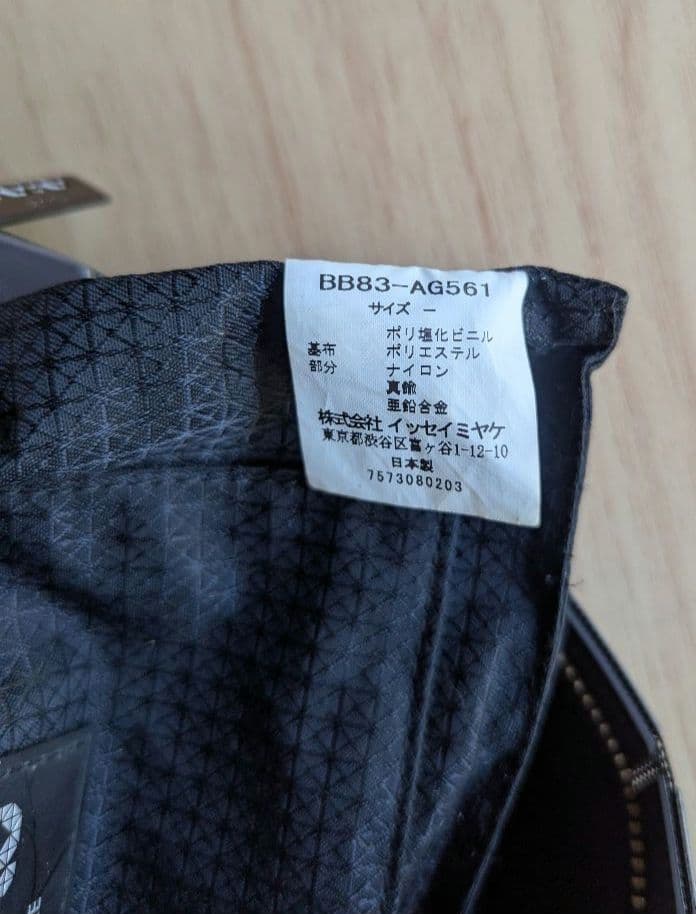 BB83-AG561
サイズ ー
ポリ塩化ビニル
基布 ポリエステル
部分 ナイロン
真鍮
亜鉛合金
株式会社 イッセイミヤケ
東京都渋谷区富ヶ谷1-12-10
日本製
7573080203